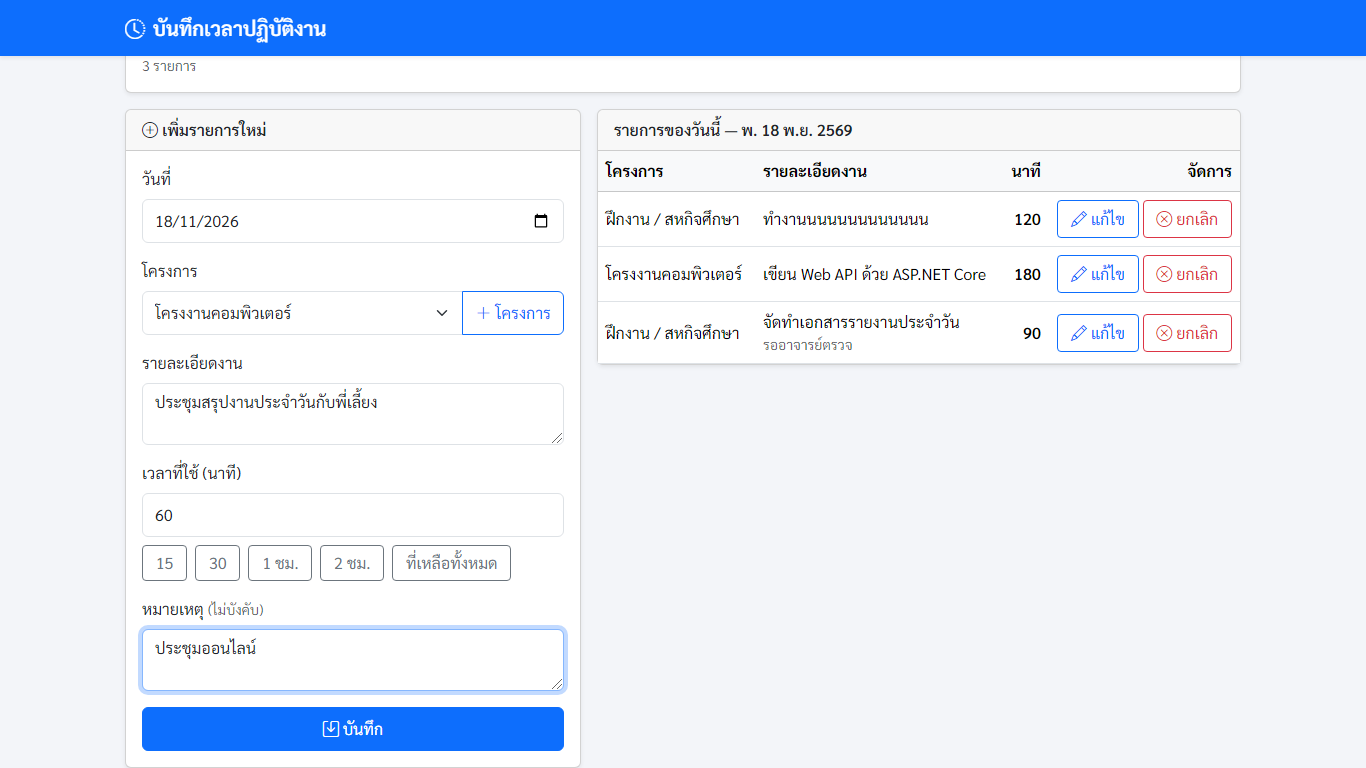 บันทึกเวลาปฏิบัติงาน
3 รายการ
เพิ่มรายการใหม่
วันที่
18/11/2026
โครงการ
โครงงานคอมพิวเตอร์
โครงการ
รายละเอียดงาน
ประชุมสรุปงานประจำวันกับพี่เลี้ยง
เวลาที่ใช้ (นาที)
60
15 30 1 ชม. 2 ชม. ที่เหลือทั้งหมด
หมายเหตุ (ไม่บังคับ)
ประชุมออนไลน์
บันทึก
รายการของวันนี้ — พ. 18 พ.ย. 2569
โครงการ รายละเอียดงาน นาที จัดการ
ฝึกงาน / สหกิจศึกษา ทำงานนนนนนนนนนนนน 120 แก้ไข ยกเลิก
โครงงานคอมพิวเตอร์ เขียน Web API ด้วย ASP.NET Core 180 แก้ไข ยกเลิก
ฝึกงาน / สหกิจศึกษา จัดทำเอกสารรายงานประจำวัน 90 แก้ไข ยกเลิก
รออาจารย์ตรวจ